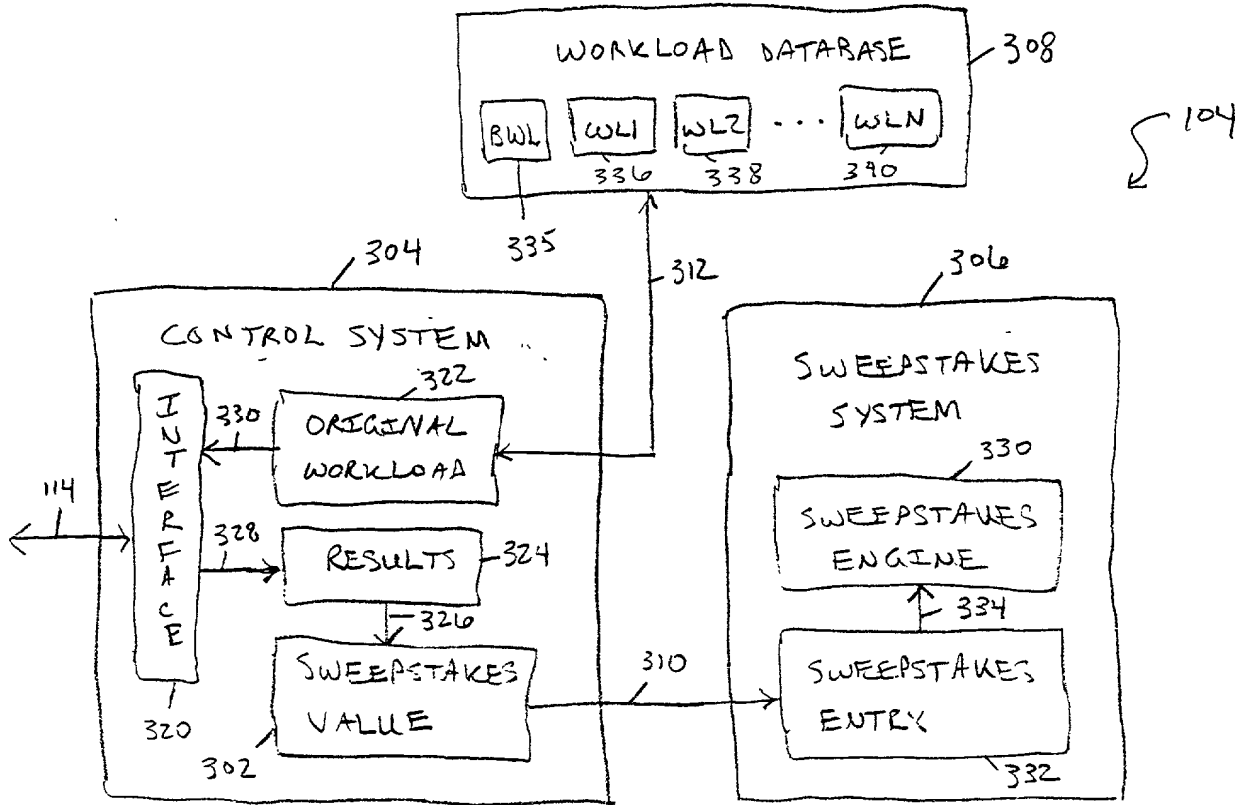 WORKLOAD DATABASE
308
104
BWL WL1 WL2 ... WLN
336 338 340
335
312
304
306
CONTROL SYSTEM
SWEEPSTAKES
SYSTEM
322
330
ORIGINAL
WORKLOAD
INTERFACE
114
330
SWEEPSTAKES
ENGINE
328
RESULTS
324
326
334
SWEEPSTAKES
VALUE
310
SWEEPSTAKES
ENTRY
320
302
332